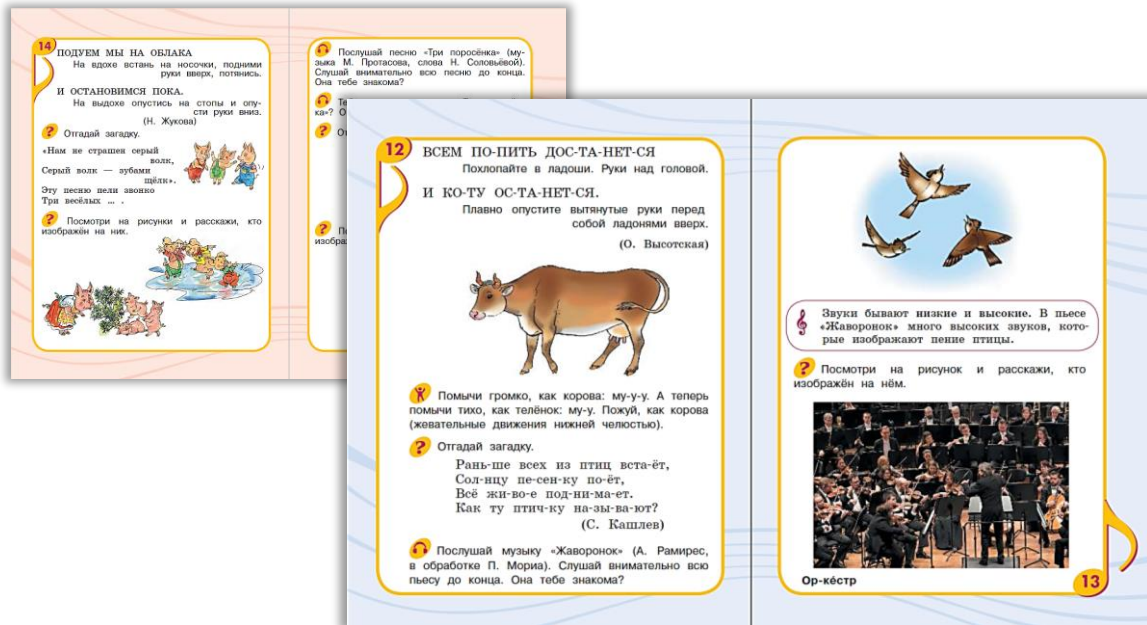 14
ПОДУЕМ МЫ НА ОБЛАКА
На вдохе встань на носочки, подними
руки вверх, потянись.
И ОСТАНОВИМСЯ ПОКА.
На выдохе опустись на стопы и опу-
сти руки вниз.
(Н. Жукова)
? Отгадай загадку.
«Нам не страшен серый
волк,
Серый волк — зубами
щёлк».
Эту песню пели звонко
Три весёлых ... .
? Посмотри на рисунки и расскажи, кто
изображён на них.
Послушай песню «Три поросёнка» (му-
зыка М. Протасова, слова Н. Соловьёвой).
Слушай внимательно всю песню до конца.
Она тебе знакома?
ка»?
?
?
изобра
12
ВСЕМ ПО-ПИТЬ ДОС-ТА-НЕТ-СЯ
Похлопайте в ладоши. Руки над головой.
И КО-ТУ ОС-ТА-НЕТ-СЯ.
Плавно опустите вытянутые руки перед
собой ладонями вверх.
(О. Высотская)
Помычи громко, как корова: му-у-у. А теперь
помычи тихо, как телёнок: му-у. Пожуй, как корова
(жевательные движения нижней челюстью).
? Отгадай загадку.
Рань-ше всех из птиц вста-ёт,
Сол-нцу пе-сен-ку по-ёт,
Всё жи-во-е под-ни-ма-ет.
Как ту птич-ку на-зы-ва-ют?
(С. Кашлев)
Послушай музыку «Жаворонок» (А. Рамирес,
в обработке П. Мориа). Слушай внимательно всю
пьесу до конца. Она тебе знакома?
Звуки бывают низкие и высокие. В пьесе
«Жаворонок» много высоких звуков, кото-
рые изображают пение птицы.
? Посмотри на рисунок и расскажи, кто
изображён на нём.
Ор-ке́стр
13